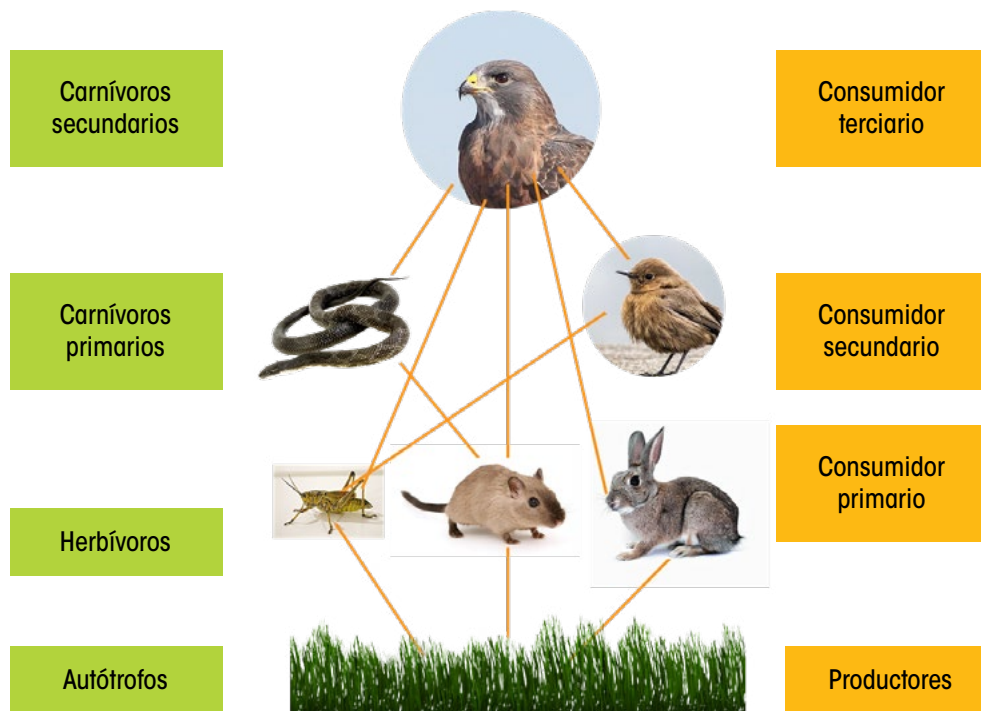 Carnívoros
secundarios
Consumidor
terciario
Carnívoros
primarios
Consumidor
secundario
Consumidor
primario
Herbívoros
Autótrofos
Productores